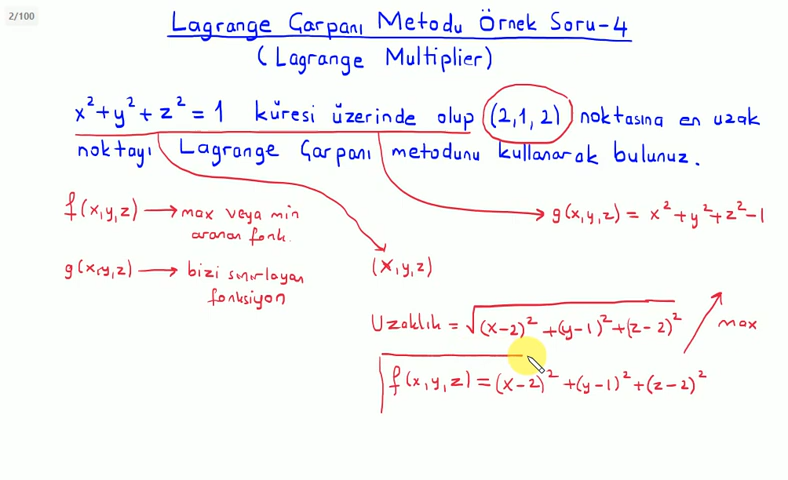 2/100
Lagrange Çarpanı Metodu Örnek Soru-4
(Lagrange Multiplier)
x²+y²+z²=1 küresi üzerinde olup (2,1,2) noktasına en uzak
noktayı Lagrange Çarpanı metodunu kullanarak bulunuz.
f(x,y,z) → max veya min
aranan fonk.
g(x,y,z) = x²+y²+z²-1
g(x,y,z) → bizi sınırlayan
fonksiyon
(x,y,z)
Uzaklık = √(x-2)²+(y-1)²+(z-2)² max
f(x,y,z) = (x-2)²+(y-1)²+(z-2)²